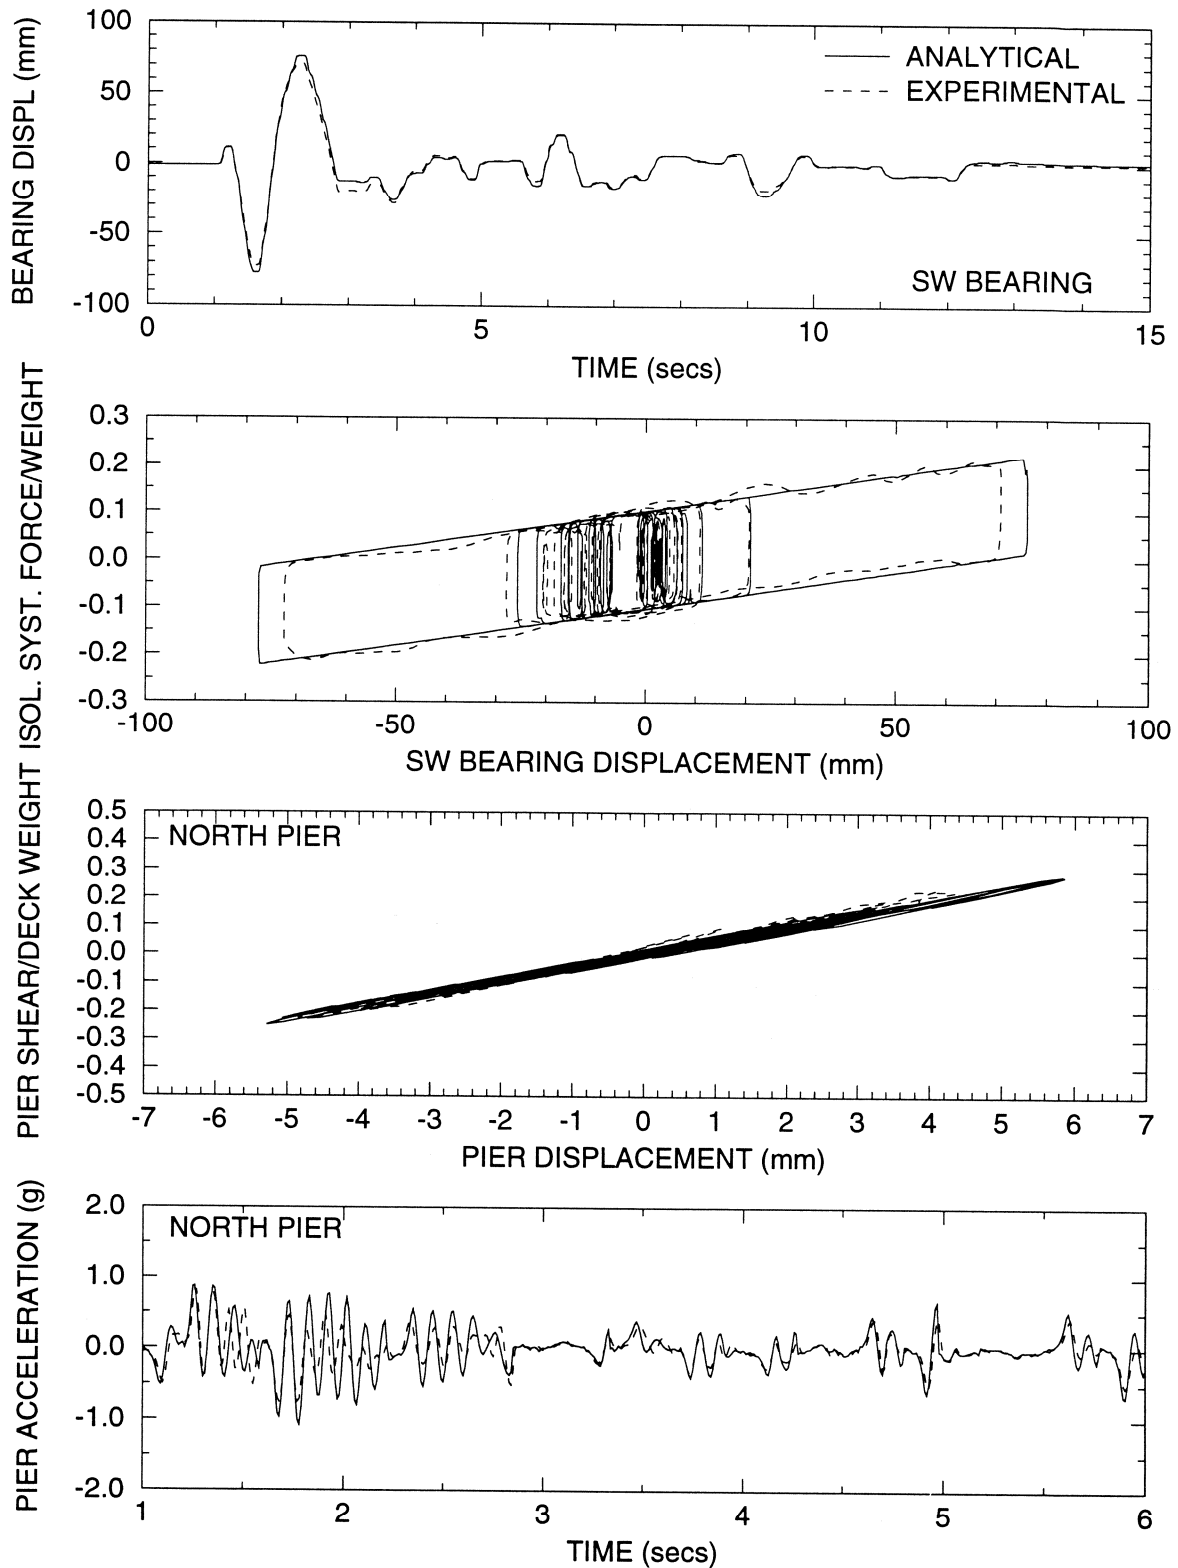 BEARING DISPL (mm)
100
50
0
-50
-100
ANALYTICAL
EXPERIMENTAL
SW BEARING
0 5 10 15
TIME (secs)
ISOL. SYST. FORCE/WEIGHT
0.3
0.2
0.1
0.0
-0.1
-0.2
-0.3
-100 -50 0 50 100
SW BEARING DISPLACEMENT (mm)
PIER SHEAR/DECK WEIGHT
0.5
0.4
0.3
0.2
0.1
0.0
-0.1
-0.2
-0.3
-0.4
-0.5
NORTH PIER
-7 -6 -5 -4 -3 -2 -1 0 1 2 3 4 5 6 7
PIER DISPLACEMENT (mm)
PIER ACCELERATION (g)
2.0
1.0
0.0
-1.0
-2.0
NORTH PIER
1 2 3 4 5 6
TIME (secs)